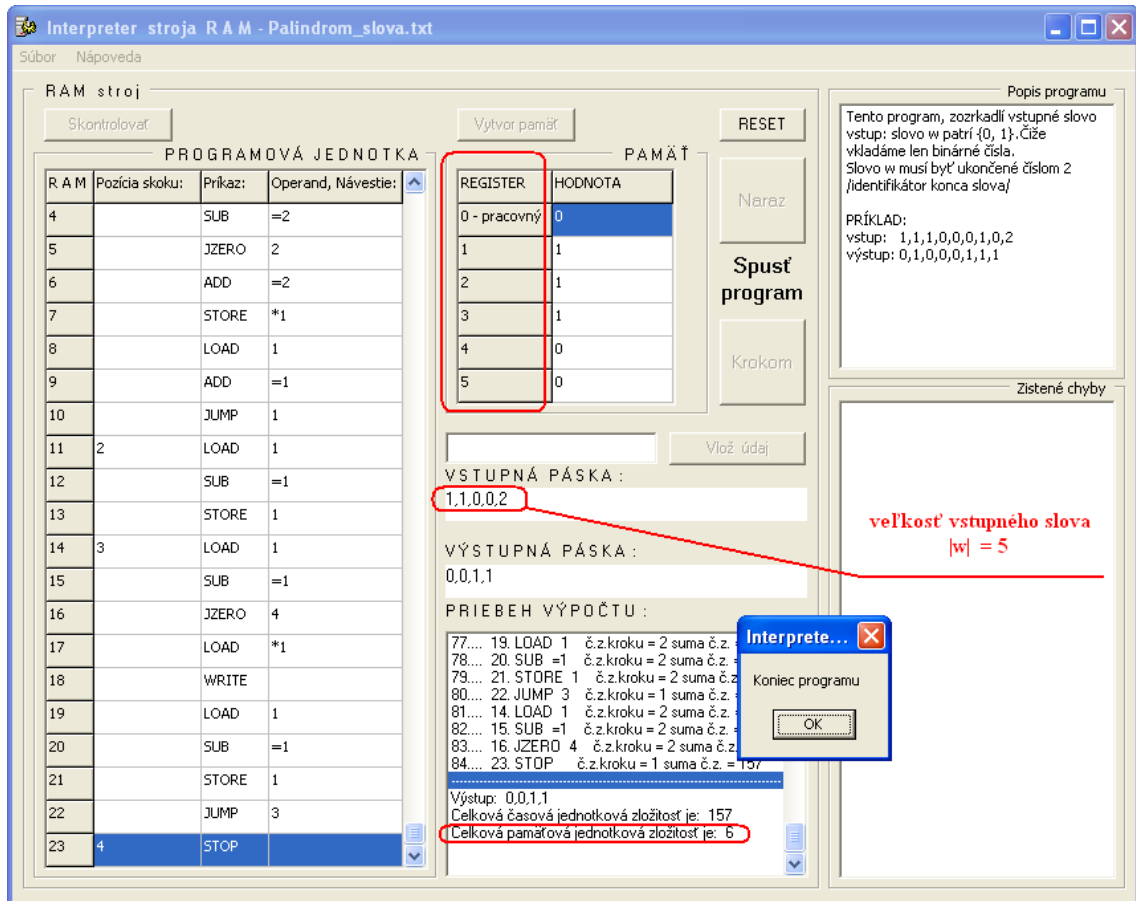 Interpreter stroja R A M - Palindrom_slova.txt
Súbor Nápoveda
RAM stroj
Skontrolovať
Vytvor pamäť
RESET
PROGRAMOVÁ JEDNOTKA
R A M Pozícia skoku: Príkaz: Operand, Návestie:
4 SUB =2
5 JZERO 2
6 ADD =2
7 STORE *1
8 LOAD 1
9 ADD =1
10 JUMP 1
11 2 LOAD 1
12 SUB =1
13 STORE 1
14 3 LOAD 1
15 SUB =1
16 JZERO 4
17 LOAD *1
18 WRITE
19 LOAD 1
20 SUB =1
21 STORE 1
22 JUMP 3
23 4 STOP
PAMÄŤ
REGISTER HODNOTA
0 - pracovný 0
1 1
2 1
3 1
4 0
5 0
Naraz
Spusť
program
Krokom
Vlož údaj
VSTUPNÁ PÁSKA :
1,1,0,0,2
VÝSTUPNÁ PÁSKA :
0,0,1,1
PRIEBEH VÝPOČTU :
77.... 19. LOAD 1 č.z.kroku = 2 suma č.z. =
78.... 20. SUB =1 č.z.kroku = 2 suma č.z. =
79.... 21. STORE 1 č.z.kroku = 2 suma č.z. =
80.... 22. JUMP 3 č.z.kroku = 1 suma č.z. =
81.... 14. LOAD 1 č.z.kroku = 2 suma č.z. =
82.... 15. SUB =1 č.z.kroku = 2 suma č.z. =
83.... 16. JZERO 4 č.z.kroku = 2 suma č.z.
84.... 23. STOP č.z.kroku = 1 suma č.z. = 157
Výstup: 0,0,1,1
Celková časová jednotková zložitosť je: 157
Celková pamäťová jednotková zložitosť je: 6
Popis programu
Tento program, zozrkadlí vstupné slovo
vstup: slovo w patrí {0, 1}.Čiže
vkladáme len binárné čísla.
Slovo w musí byť ukončené číslom 2
/identifikátor konca slova/
PRÍKLAD:
vstup: 1,1,1,0,0,0,1,0,2
výstup: 0,1,0,0,0,1,1,1
Zistené chyby
veľkosť vstupného slova
|w| = 5
Interprete...
Koniec programu
OK